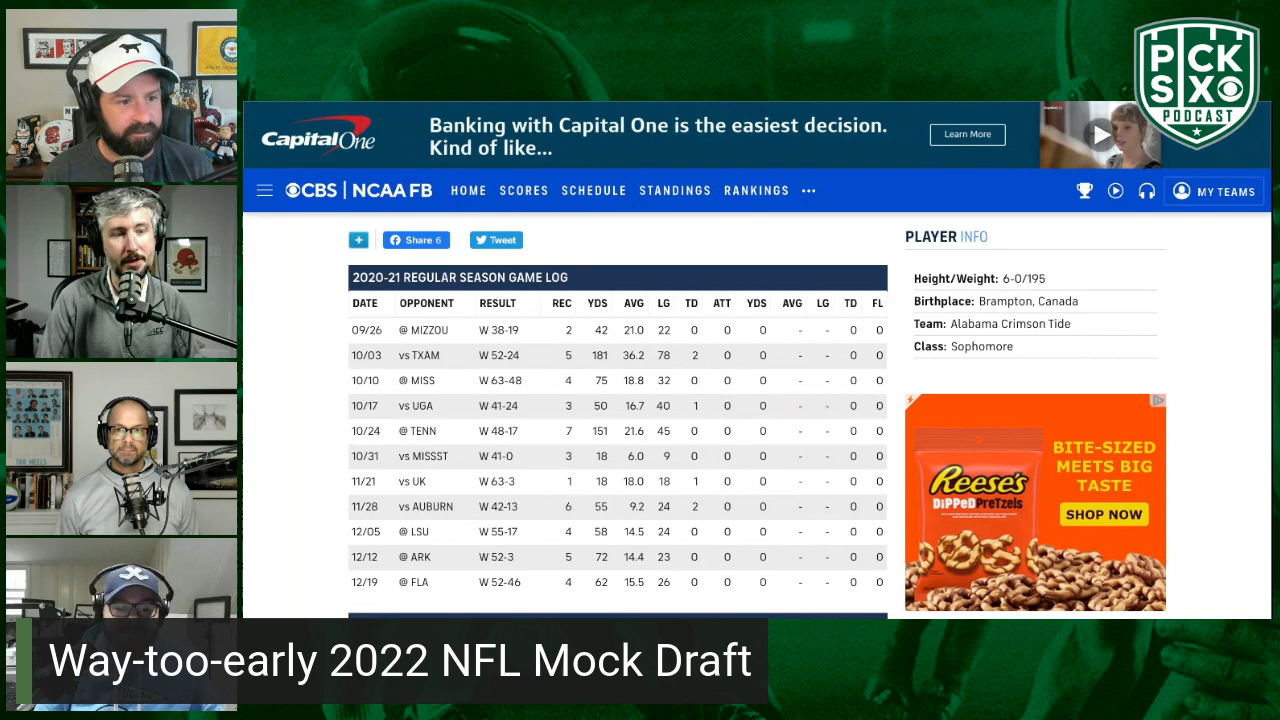 PICK
SIX
PODCAST
CapitalOne
Banking with Capital One is the easiest decision.
Kind of like...
Learn More
CBS | NCAA FB
HOME SCORES SCHEDULE STANDINGS RANKINGS •••
MY TEAMS
+ Share 6 Tweet
PLAYER INFO
Height/Weight: 6-0/195
Birthplace: Brampton, Canada
Team: Alabama Crimson Tide
Class: Sophomore
2020-21 REGULAR SEASON GAME LOG
DATE OPPONENT RESULT REC YDS AVG LG TD ATT YDS AVG LG TD FL
09/26 @ MIZZOU W 38-19 2 42 21.0 22 0 0 0 - - 0 0
10/03 vs TXAM W 52-24 5 181 36.2 78 2 0 0 - - 0 0
10/10 @ MISS W 63-48 4 75 18.8 32 0 0 0 - - 0 0
10/17 vs UGA W 41-24 3 50 16.7 40 1 0 0 - - 0 0
10/24 @ TENN W 48-17 7 151 21.6 45 0 0 0 - - 0 0
10/31 vs MISSST W 41-0 3 18 6.0 9 0 0 0 - - 0 0
11/21 vs UK W 63-3 1 18 18.0 18 1 0 0 - - 0 0
11/28 vs AUBURN W 42-13 6 55 9.2 24 2 0 0 - - 0 0
12/05 @ LSU W 55-17 4 58 14.5 24 0 0 0 - - 0 0
12/12 @ ARK W 52-3 5 72 14.4 23 0 0 0 - - 0 0
12/19 @ FLA W 52-46 4 62 15.5 26 0 0 0 - - 0 0
BITE-SIZED
MEETS BIG
TASTE
SHOP NOW
Reese's
DiPPeD PReTzels
TAR HEELS
ACC
Way-too-early 2022 NFL Mock Draft